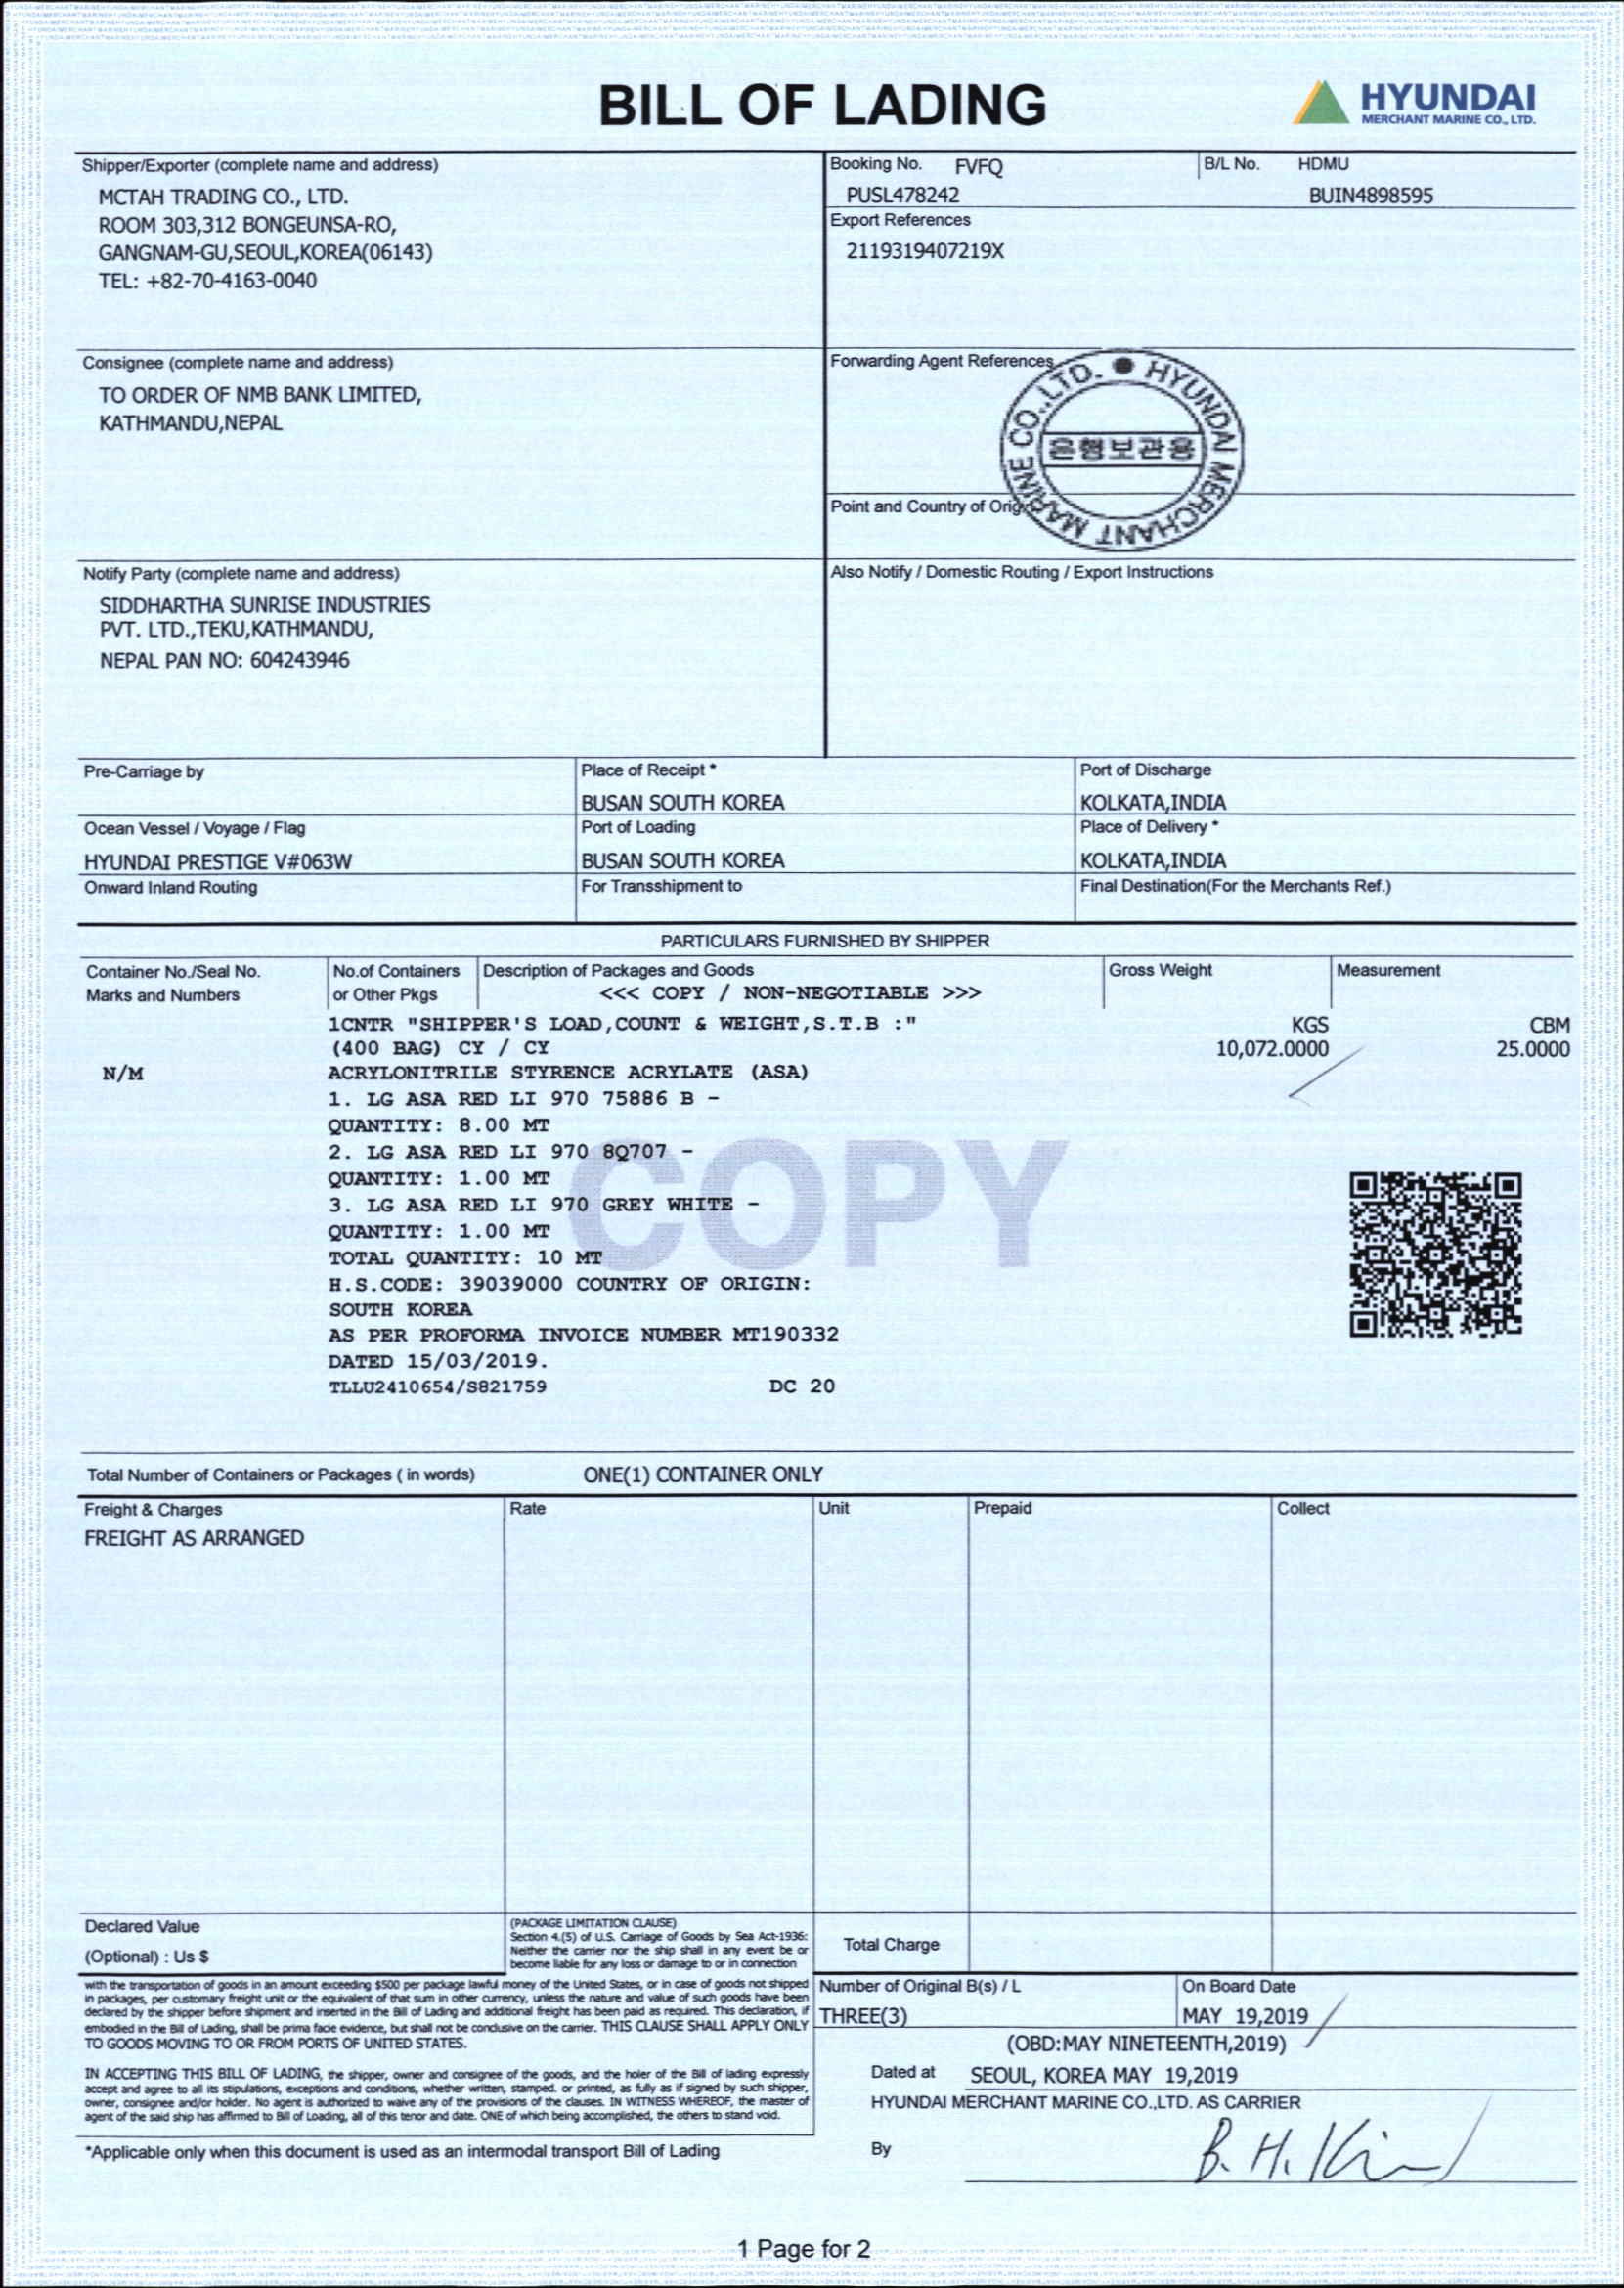 BILL OF LADING
HYUNDAI
MERCHANT MARINE CO., LTD.
Shipper/Exporter (complete name and address)
MCTAH TRADING CO., LTD.
ROOM 303,312 BONGEUNSA-RO,
GANGNAM-GU,SEOUL,KOREA(06143)
TEL: +82-70-4163-0040
Booking No. FVFQ
PUSL478242
B/L No. HDMU
BUIN4898595
Export References
2119319407219X
Consignee (complete name and address)
TO ORDER OF NMB BANK LIMITED,
KATHMANDU,NEPAL
Forwarding Agent References
HYUNDAI MERCHANT MARINE CO.,LTD.
은행보관용
Point and Country of Orig
Notify Party (complete name and address)
SIDDHARTHA SUNRISE INDUSTRIES
PVT. LTD.,TEKU,KATHMANDU,
NEPAL PAN NO: 604243946
Also Notify / Domestic Routing / Export Instructions
Pre-Carriage by
Place of Receipt *
BUSAN SOUTH KOREA
Port of Discharge
KOLKATA,INDIA
Ocean Vessel / Voyage / Flag
HYUNDAI PRESTIGE V#063W
Port of Loading
BUSAN SOUTH KOREA
Place of Delivery *
KOLKATA,INDIA
Onward Inland Routing
For Transshipment to
Final Destination(For the Merchants Ref.)
PARTICULARS FURNISHED BY SHIPPER
Container No./Seal No.
Marks and Numbers
No.of Containers
or Other Pkgs
Description of Packages and Goods
<<< COPY / NON-NEGOTIABLE >>>
Gross Weight
Measurement
1CNTR "SHIPPER'S LOAD,COUNT & WEIGHT,S.T.B :"
KGS
CBM
(400 BAG) CY / CY
10,072.0000
25.0000
N/M
ACRYLONITRILE STYRENCE ACRYLATE (ASA)
1. LG ASA RED LI 970 75886 B -
QUANTITY: 8.00 MT
2. LG ASA RED LI 970 8Q707 -
QUANTITY: 1.00 MT
3. LG ASA RED LI 970 GREY WHITE -
QUANTITY: 1.00 MT
TOTAL QUANTITY: 10 MT
H.S.CODE: 39039000 COUNTRY OF ORIGIN:
SOUTH KOREA
AS PER PROFORMA INVOICE NUMBER MT190332
DATED 15/03/2019.
TLLU2410654/S821759 DC 20
COPY
Total Number of Containers or Packages ( in words)
ONE(1) CONTAINER ONLY
Freight & Charges
Rate
Unit
Prepaid
Collect
FREIGHT AS ARRANGED
Declared Value
(Optional) : Us $
(PACKAGE LIMITATION CLAUSE)
Section 4.(5) of U.S. Carriage of Goods by Sea Act-1936:
Neither the carrier nor the ship shall in any event be or
become liable for any loss or damage to or in connection
Total Charge
with the transportation of goods in an amount exceeding $500 per package lawful money of the United States, or in case of goods not shipped
in packages, per customary freight unit or the equivalent of that sum in other currency, unless the nature and value of such goods have been
declared by the shipper before shipment and inserted in the Bill of Lading and additional freight has been paid as required. This declaration, if
embodied in the Bill of Lading, shall be prima facie evidence, but shall not be conclusive on the carrier. THIS CLAUSE SHALL APPLY ONLY
TO GOODS MOVING TO OR FROM PORTS OF UNITED STATES.
Number of Original B(s) / L
THREE(3)
On Board Date
MAY 19,2019
(OBD:MAY NINETEENTH,2019)
IN ACCEPTING THIS BILL OF LADING, the shipper, owner and consignee of the goods, and the holer of the Bill of lading expressly
accept and agree to all its stipulations, exceptions and conditions, whether written, stamped. or printed, as fully as if signed by such shipper,
owner, consignee and/or holder. No agent is authorized to waive any of the provisions of the clauses. IN WITNESS WHEREOF, the master of
agent of the said ship has affirmed to Bill of Loading, all of this tenor and date. ONE of which being accomplished, the others to stand void.
Dated at SEOUL, KOREA MAY 19,2019
HYUNDAI MERCHANT MARINE CO.,LTD. AS CARRIER
*Applicable only when this document is used as an intermodal transport Bill of Lading
By B. H. Kim
1 Page for 2